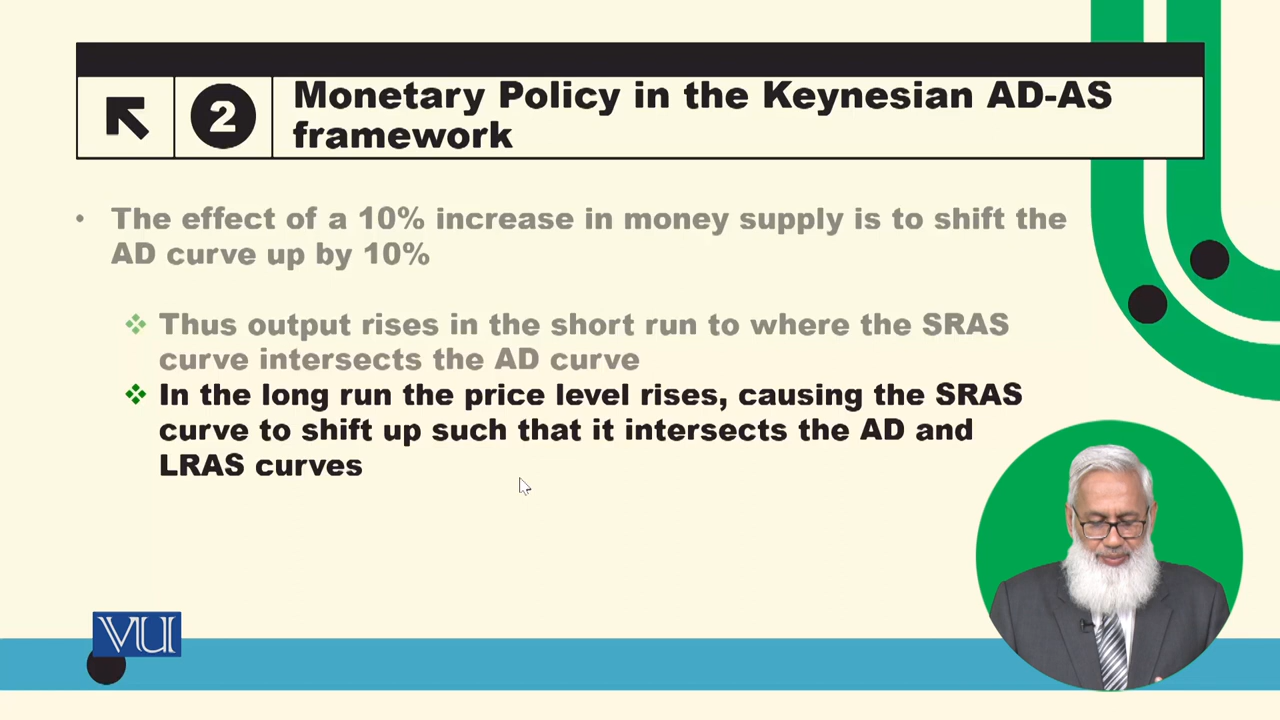 2
Monetary Policy in the Keynesian AD-AS
framework
• The effect of a 10% increase in money supply is to shift the
AD curve up by 10%
❖ Thus output rises in the short run to where the SRAS
curve intersects the AD curve
❖ In the long run the price level rises, causing the SRAS
curve to shift up such that it intersects the AD and
LRAS curves
VU